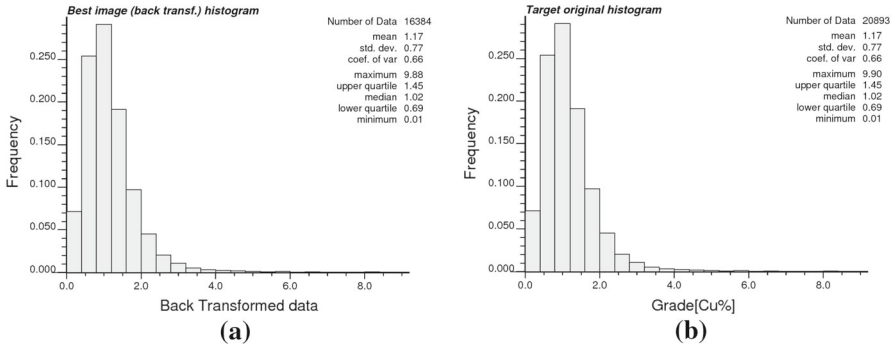 Best image (back transf.) histogram
Number of Data 16384
mean 1.17
std. dev. 0.77
coef. of var 0.66
maximum 9.88
upper quartile 1.45
median 1.02
lower quartile 0.69
minimum 0.01
Frequency
0.250
0.200
0.150
0.100
0.050
0.000
0.0 2.0 4.0 6.0 8.0
Back Transformed data
(a)
Target original histogram
Number of Data 20893
mean 1.17
std. dev. 0.77
coef. of var 0.66
maximum 9.90
upper quartile 1.45
median 1.02
lower quartile 0.69
minimum 0.01
Frequency
0.250
0.200
0.150
0.100
0.050
0.000
0.0 2.0 4.0 6.0 8.0
Grade[Cu%]
(b)